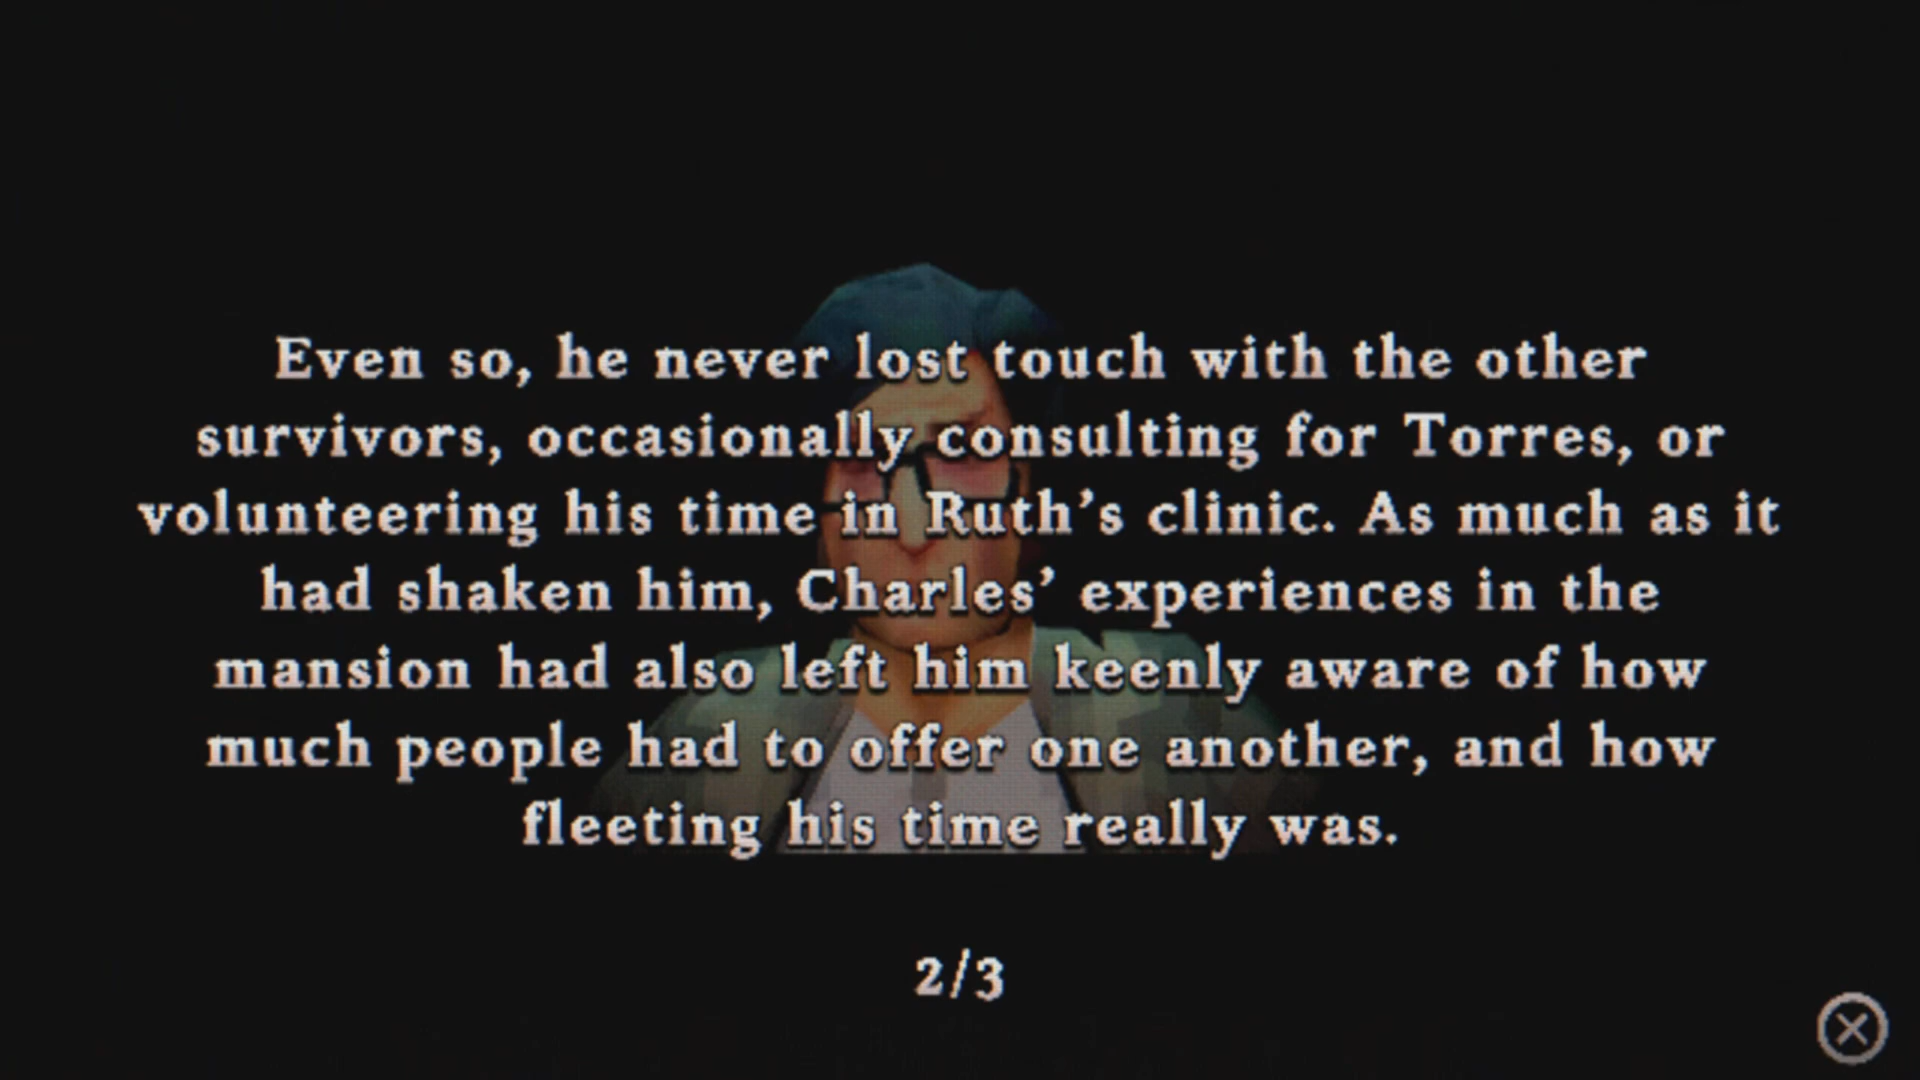 Even so, he never lost touch with the other
survivors, occasionally consulting for Torres, or
volunteering his time in Ruth’s clinic. As much as it
had shaken him, Charles’ experiences in the
mansion had also left him keenly aware of how
much people had to offer one another, and how
fleeting his time really was.
2/3